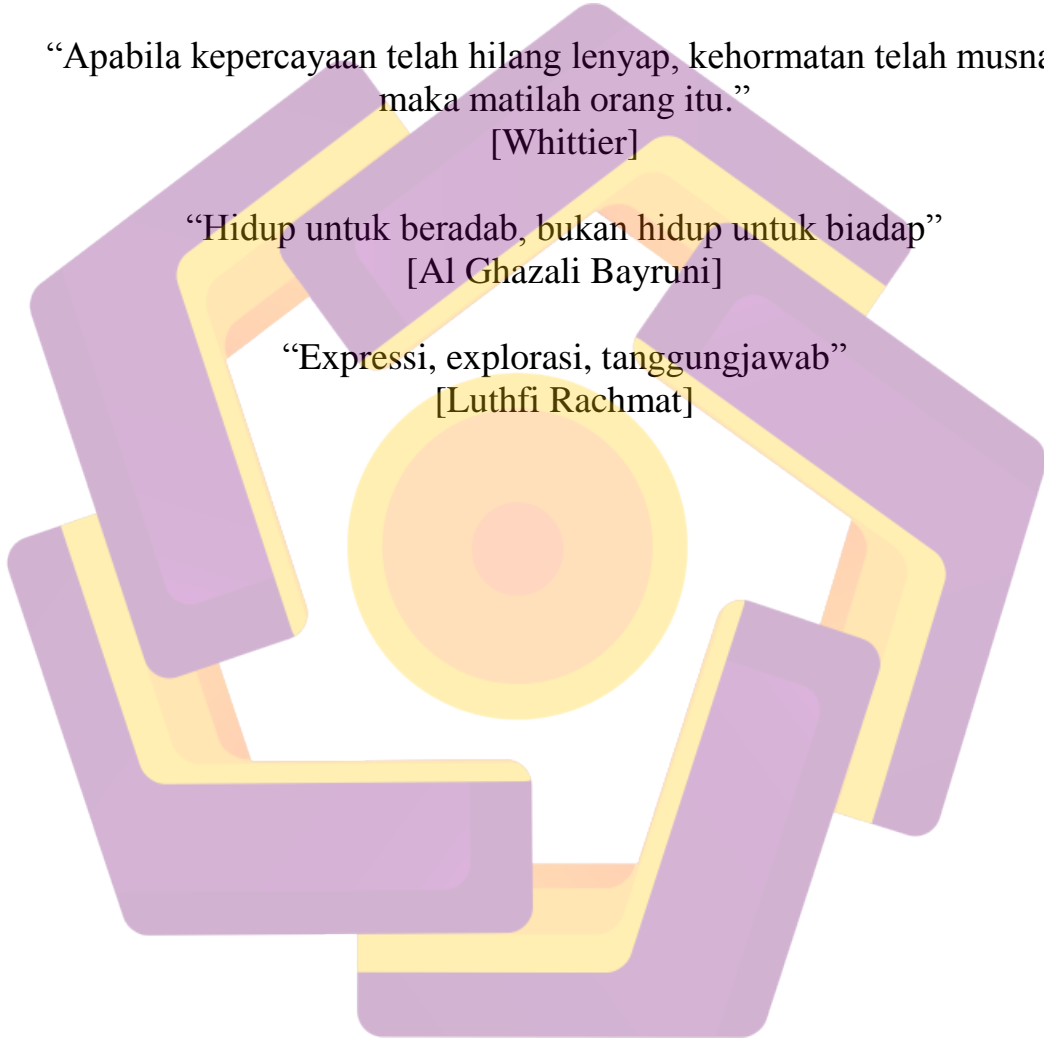 “Apabila kepercayaan telah hilang lenyap, kehormatan telah musna
maka matilah orang itu.”
[Whittier]
“Hidup untuk beradab, bukan hidup untuk biadap”
[Al Ghazali Bayruni]
“Expressi, explorasi, tanggungjawab”
[Luthfi Rachmat]